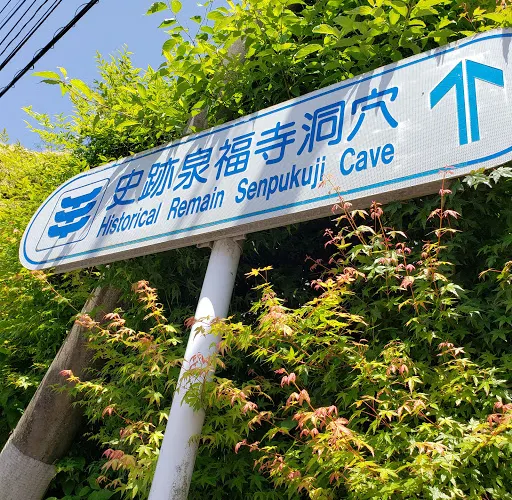 史跡泉福寺洞穴
Historical Remain Senpukuji Cave